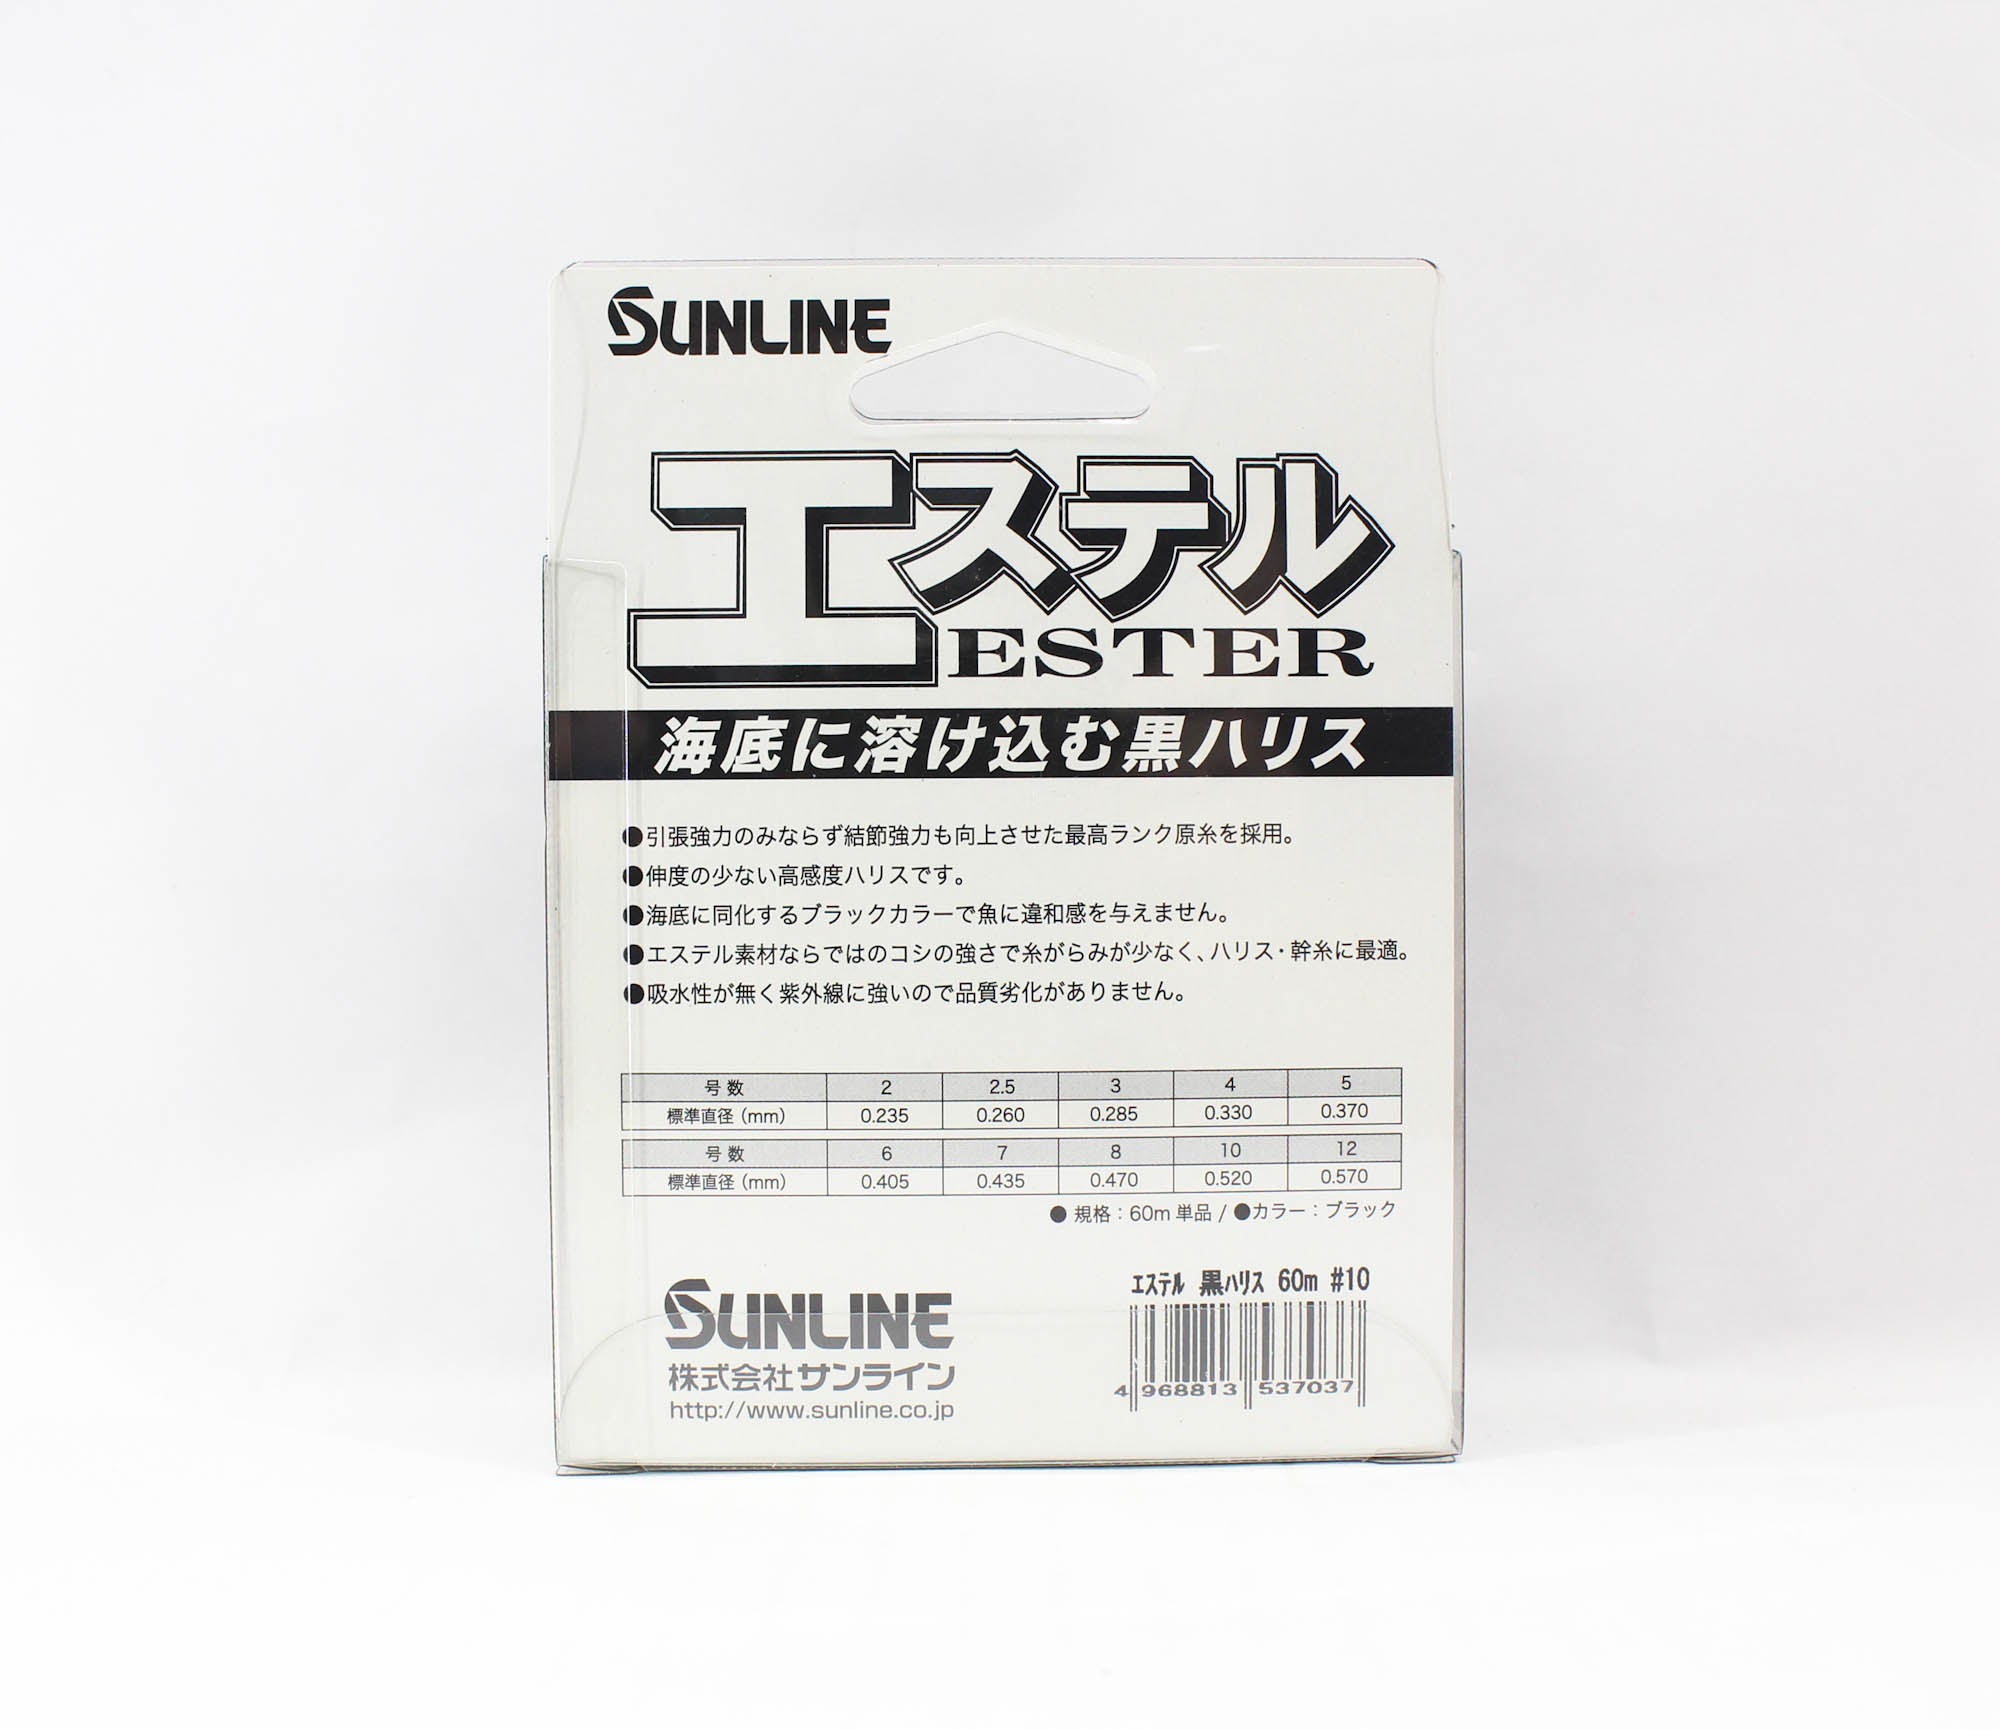 SUNLINE
エステル
ESTER
海底に溶け込む黒ハリス
●引張強力のみならず結節強力も向上させた最高ランク原糸を採用。
●伸度の少ない高感度ハリスです。
●海底に同化するブラックカラーで魚に違和感を与えません。
●エステル素材ならではのコシの強さで糸がらみが少なく、ハリス・幹糸に最適。
●吸水性が無く紫外線に強いので品質劣化がありません。
号数 2 2.5 3 4 5
標準直径（mm） 0.235 0.260 0.285 0.330 0.370
号数 6 7 8 10 12
標準直径（mm） 0.405 0.435 0.470 0.520 0.570
● 規格：60m 単品 / ●カラー：ブラック
エステル 黒ハリス 60m #10
4 968813 537037
SUNLINE
株式会社サンライン
http://www.sunline.co.jp